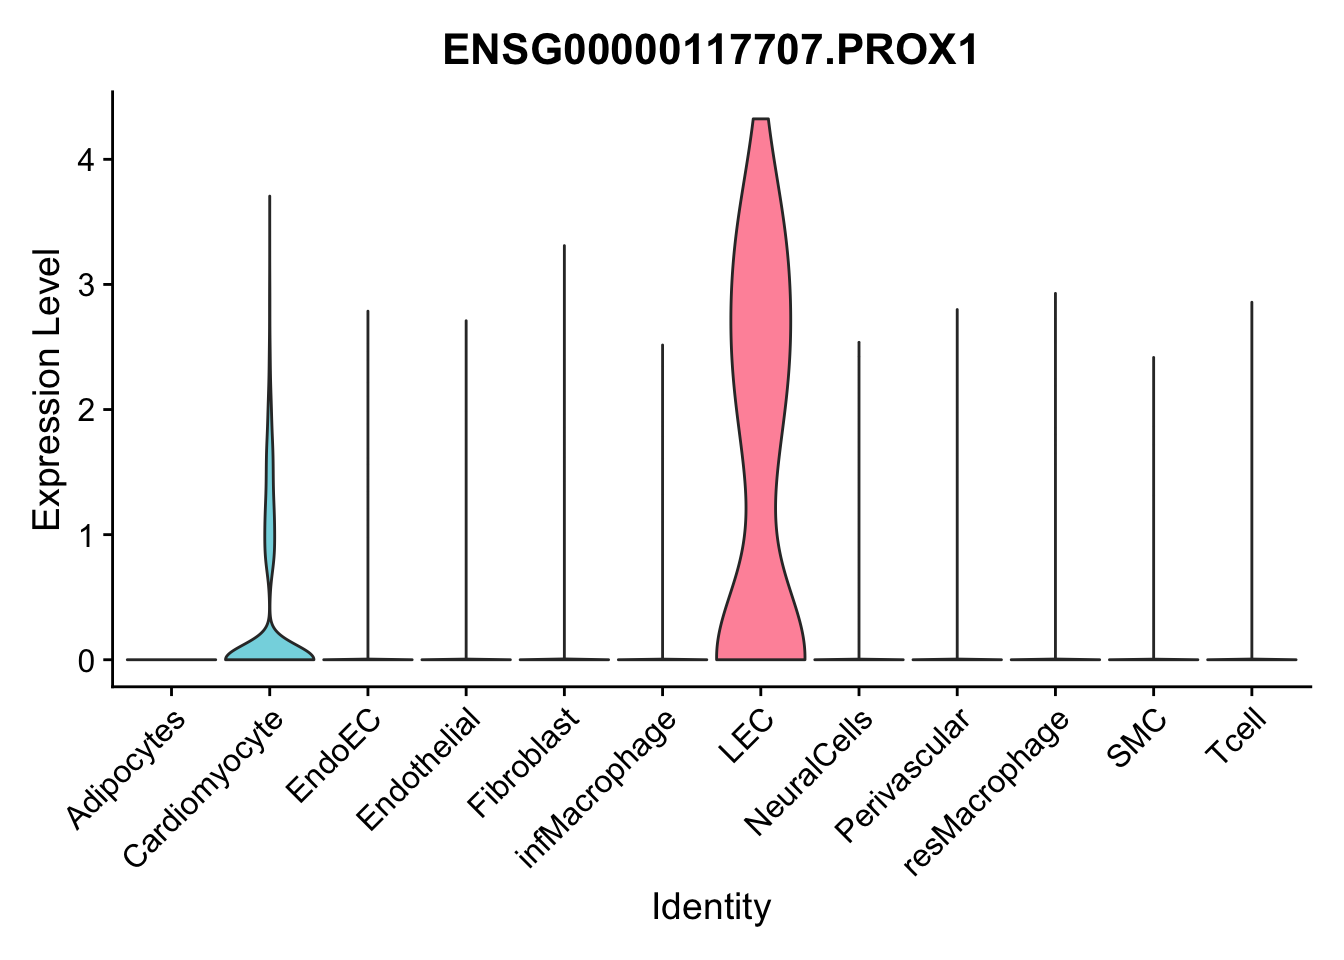 ENSG00000117707.PROX1
Expression Level
4
3
2
1
0
Adipocytes
Cardiomyocyte
EndoEC
Endothelial
Fibroblast
infMacrophage
LEC
NeuralCells
Perivascular
resMacrophage
SMC
Tcell
Identity